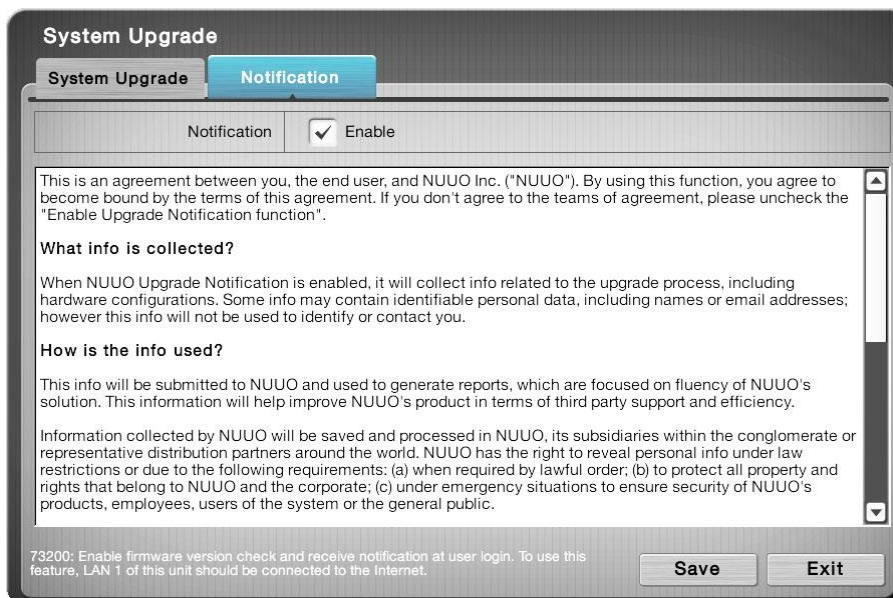 System Upgrade
System Upgrade
Notification
Notification
Enable
This is an agreement between you, the end user, and NUUO Inc. ("NUUO"). By using this function, you agree to
become bound by the terms of this agreement. If you don't agree to the teams of agreement, please uncheck the
"Enable Upgrade Notification function".
What info is collected?
When NUUO Upgrade Notification is enabled, it will collect info related to the upgrade process, including
hardware configurations. Some info may contain identifiable personal data, including names or email addresses;
however this info will not be used to identify or contact you.
How is the info used?
This info will be submitted to NUUO and used to generate reports, which are focused on fluency of NUUO's
solution. This information will help improve NUUO's product in terms of third party support and efficiency.
Information collected by NUUO will be saved and processed in NUUO, its subsidiaries within the conglomerate or
representative distribution partners around the world. NUUO has the right to reveal personal info under law
restrictions or due to the following requirements: (a) when required by lawful order; (b) to protect all property and
rights that belong to NUUO and the corporate; (c) under emergency situations to ensure security of NUUO's
products, employees, users of the system or the general public.
73200: Enable firmware version check and receive notification at user login. To use this
feature, LAN 1 of this unit should be connected to the Internet.
Save
Exit